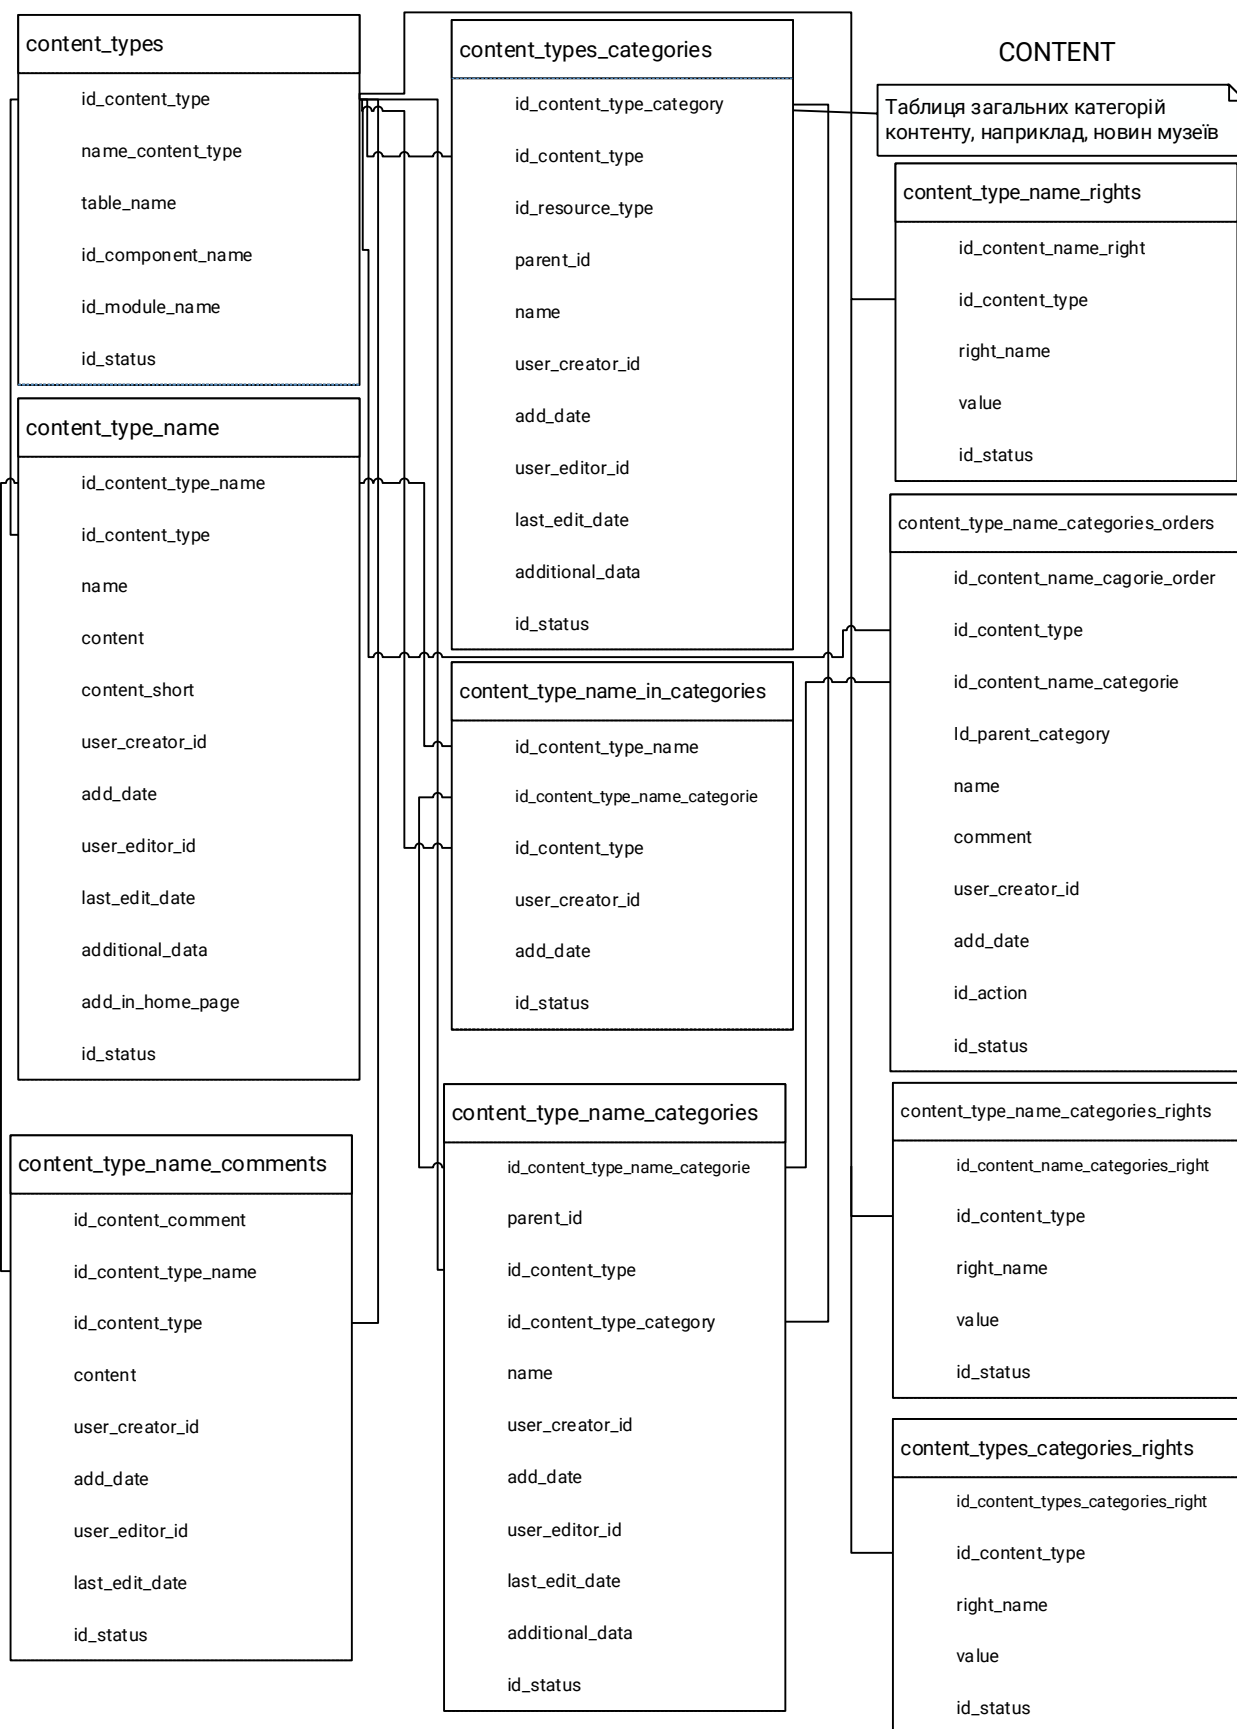 content_types
id_content_type
name_content_type
table_name
id_component_name
id_module_name
id_status
content_type_name
id_content_type_name
id_content_type
name
content
content_short
user_creator_id
add_date
user_editor_id
last_edit_date
additional_data
add_in_home_page
id_status
content_type_name_comments
id_content_comment
id_content_type_name
id_content_type
content
user_creator_id
add_date
user_editor_id
last_edit_date
id_status
content_types_categories
id_content_type_category
id_content_type
id_resource_type
parent_id
name
user_creator_id
add_date
user_editor_id
last_edit_date
additional_data
id_status
content_type_name_in_categories
id_content_type_name
id_content_type_name_categorie
id_content_type
user_creator_id
add_date
id_status
content_type_name_categories
id_content_type_name_categorie
parent_id
id_content_type
id_content_type_category
name
user_creator_id
add_date
user_editor_id
last_edit_date
additional_data
id_status
CONTENT
Таблиця загальних категорій
контенту, наприклад, новин музеїв
content_type_name_rights
id_content_name_right
id_content_type
right_name
value
id_status
content_type_name_categories_orders
id_content_name_cagorie_order
id_content_type
id_content_name_categorie
Id_parent_category
name
comment
user_creator_id
add_date
id_action
id_status
content_type_name_categories_rights
id_content_name_categories_right
id_content_type
right_name
value
id_status
content_types_categories_rights
id_content_types_categories_right
id_content_type
right_name
value
id_status